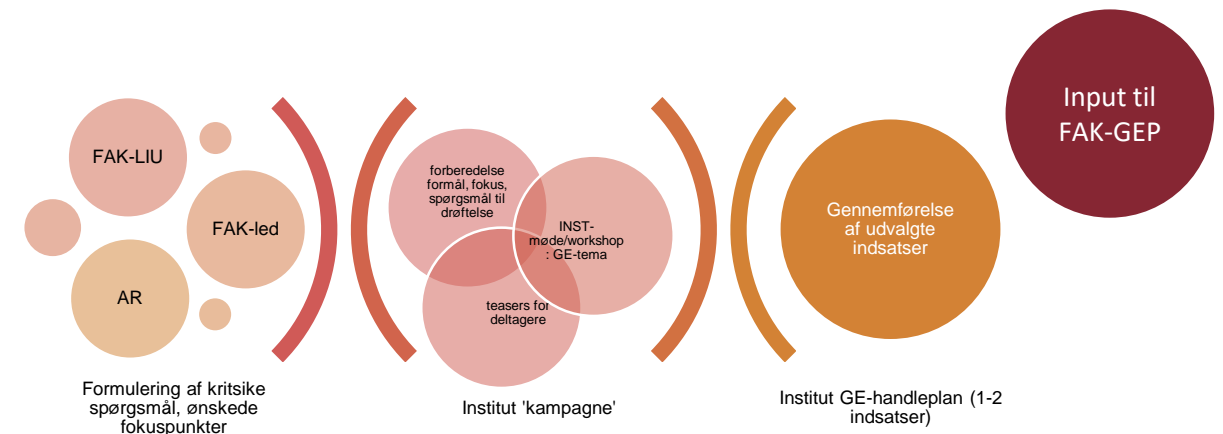 FAK-LIU
FAK-led
AR
Formulering af kritsike
spørgsmål, ønskede
fokuspunkter
forberedelse
formål, fokus,
spørgsmål til
drøftelse
INST-
møde/workshop
: GE-tema
teasers for
deltagere
Institut 'kampagne'
Gennemførelse
af udvalgte
indsatser
Institut GE-handleplan (1-2
indsatser)
Input til
FAK-GEP